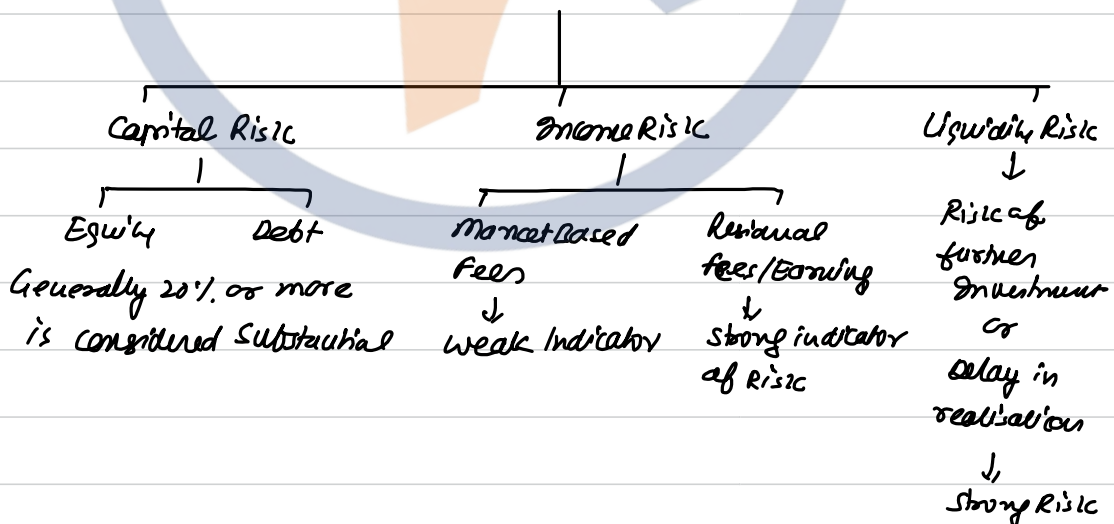 Capital Risk
Income Risk
Liquidity Risk
Equity
Debt
Generally 20% or more
is considered substantial
Market Based
Fees
↓
weak Indicator
Residual
fees/Earning
↓
strong indicator
of Risk
↓
Risk of
further
Investment
or
Delay in
realisation
↓
Strong Risk